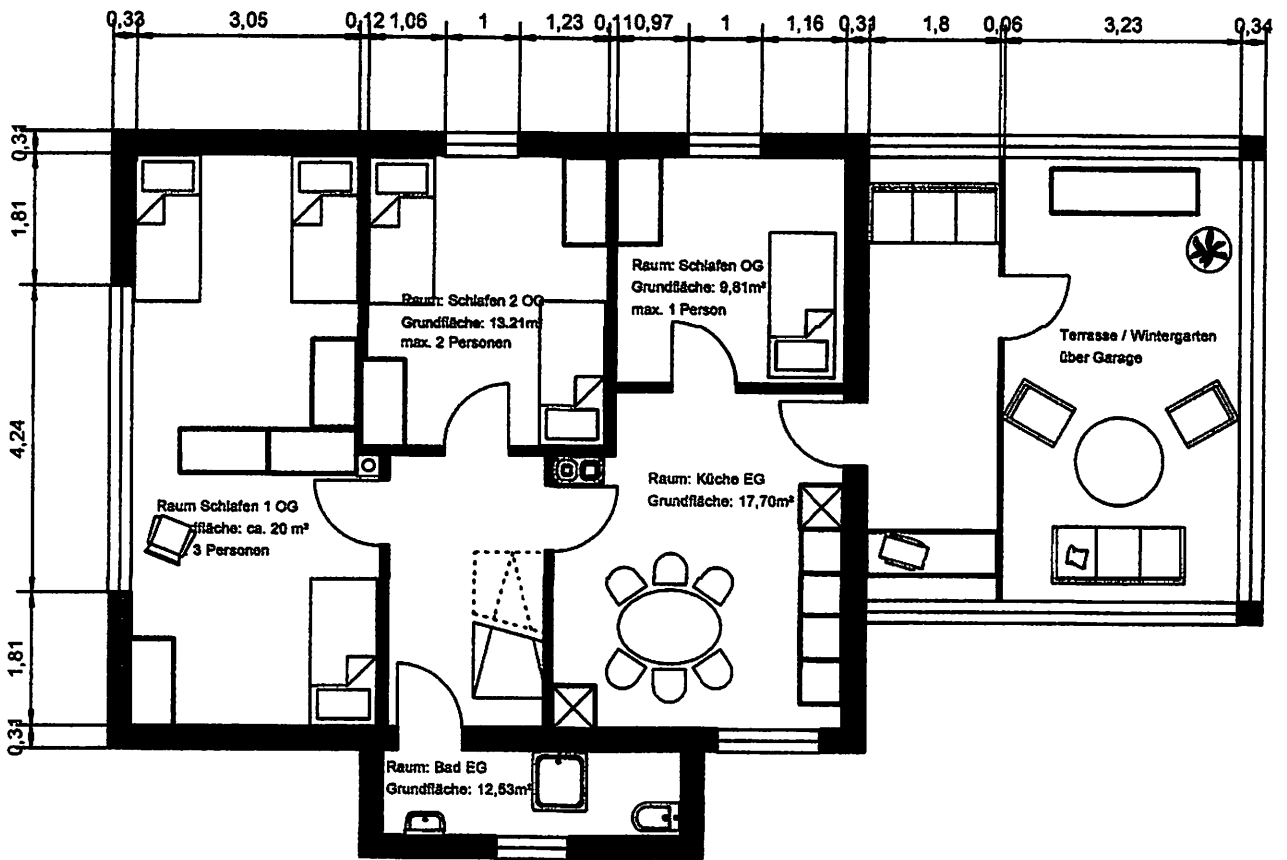 0,33 3,05 0,12 1,06 1 1,23 0,11 0,97 1 1,16 0,31 1,8 0,06 3,23 0,34
0,31
1,81
4,24
1,81
0,31
Raum: Schlafen OG
Grundfläche: 9,81m²
max. 1 Person
Raum: Schlafen 2 OG
Grundfläche: 13.21m
max. 2 Personen
Terrasse / Wintergarten
über Garage
Raum: Küche EG
Grundfläche: 17,70m²
Raum Schlafen 1 OG
dfläche: ca. 20 m²
3 Personen
Raum: Bad EG
Grundfläche: 12,53m²